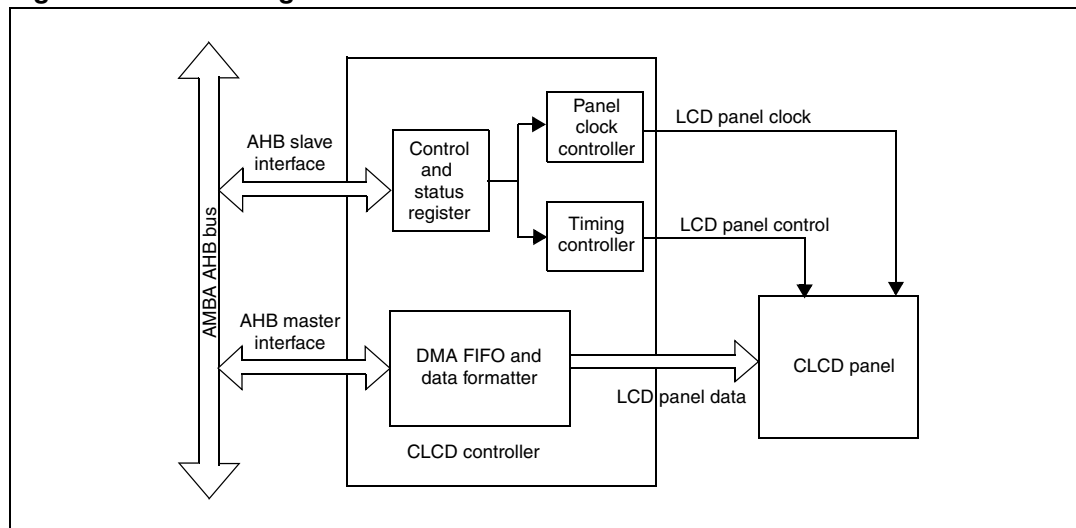 Panel
clock
controller
LCD panel clock
AHB slave
interface
Control
and
status
register
Timing
controller
LCD panel control
AMBA AHB bus
AHB master
interface
DMA FIFO and
data formatter
CLCD panel
LCD panel data
CLCD controller